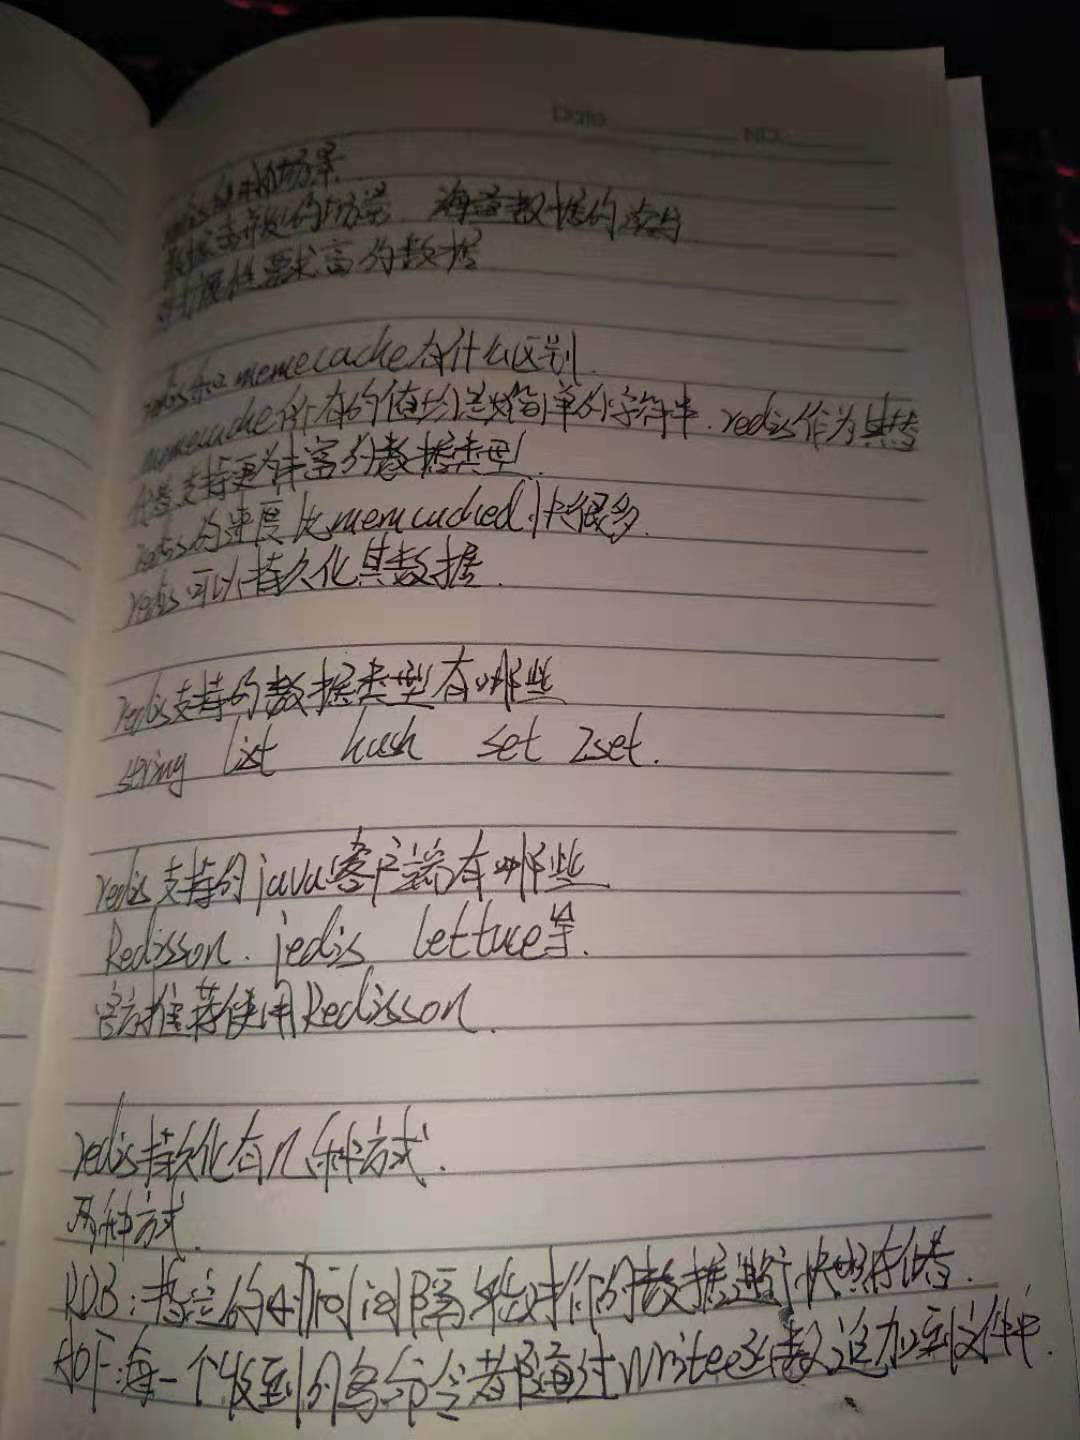 Date NO
redis使用场景
数据高并发的场景 海量数据的读写
对扩展性要求高的数据
redis和memecache有什么区别.
memecache所有的值均是简单的字符串.redis作为其替
代者,支持更为丰富的数据类型.
redis的速度比memcached快很多.
redis可以持久化其数据.
redis支持的数据类型有哪些
string list hash set Zset.
redis支持的java客户端有哪些
Redisson. jedis lettuce等.
官方推荐使用Redisson.
redis持久化有几种方式.
两种方式.
RDB:指定的时间间隔能对你的数据进行快照存储.
AOF:每一个收到的写命令都通过write函数追加到文件中.